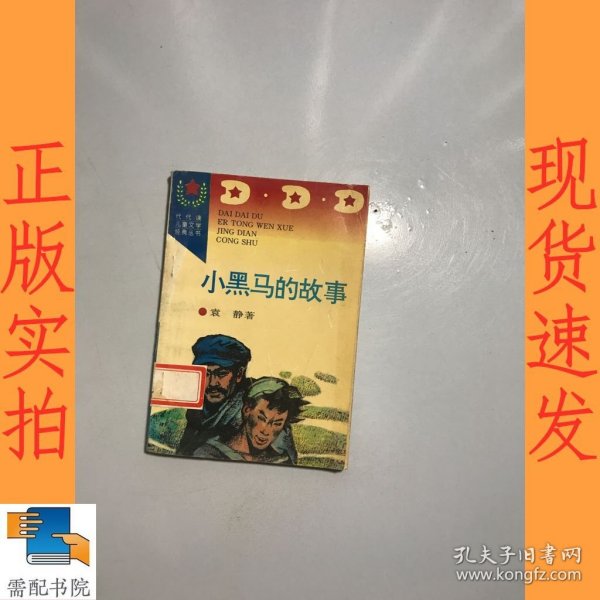 正版实拍
现货速发
D·D·D
代代读
儿童文学
经典丛书
DAI DAI DU
ER TONG WEN XUE
JING DIAN
CONG SHU
小黑马的故事
袁 静著
需配书院
孔夫子旧书网
www.kongfz.com